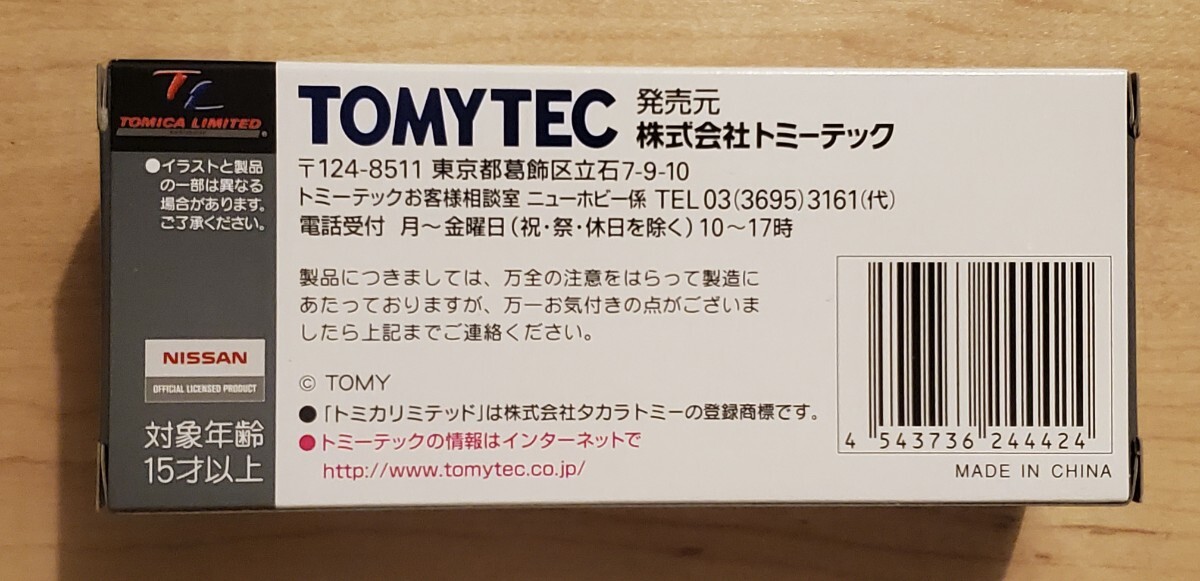 TL
TOMICA LIMITED
●イラストと製品
の一部は異なる
場合があります。
ご了承ください。
NISSAN
OFFICIAL LICENSED PRODUCT
対象年齢
15才以上
TOMYTEC
発売元
株式会社トミーテック
〒124-8511 東京都葛飾区立石7-9-10
トミーテックお客様相談室 ニューホビー係 TEL 03(3695)3161(代)
電話受付 月～金曜日(祝・祭・休日を除く)10～17時
製品につきましては、万全の注意をはらって製造に
あたっておりますが、万一お気付きの点がございま
したら上記までご連絡ください。
© TOMY
●「トミカリミテッド」は株式会社タカラトミーの登録商標です。
●トミーテックの情報はインターネットで
http://www.tomytec.co.jp/
4 543736 244424
MADE IN CHINA